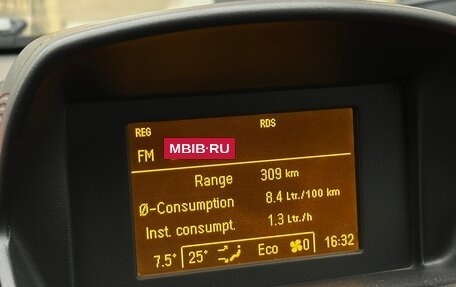 REG RDS
FM MBIB·RU
Range 309 km
Ø-Consumption 8.4 Ltr./100 km
Inst. consumpt. 1.3 Ltr./h
7.5° 25° Eco 0 16:32